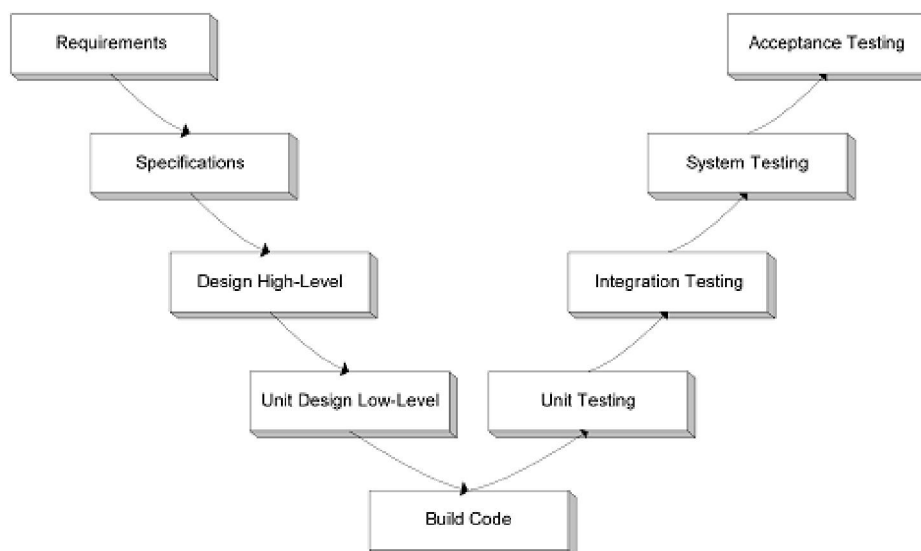 Requirements
Acceptance Testing
Specifications
System Testing
Design High-Level
Integration Testing
Unit Design Low-Level
Unit Testing
Build Code